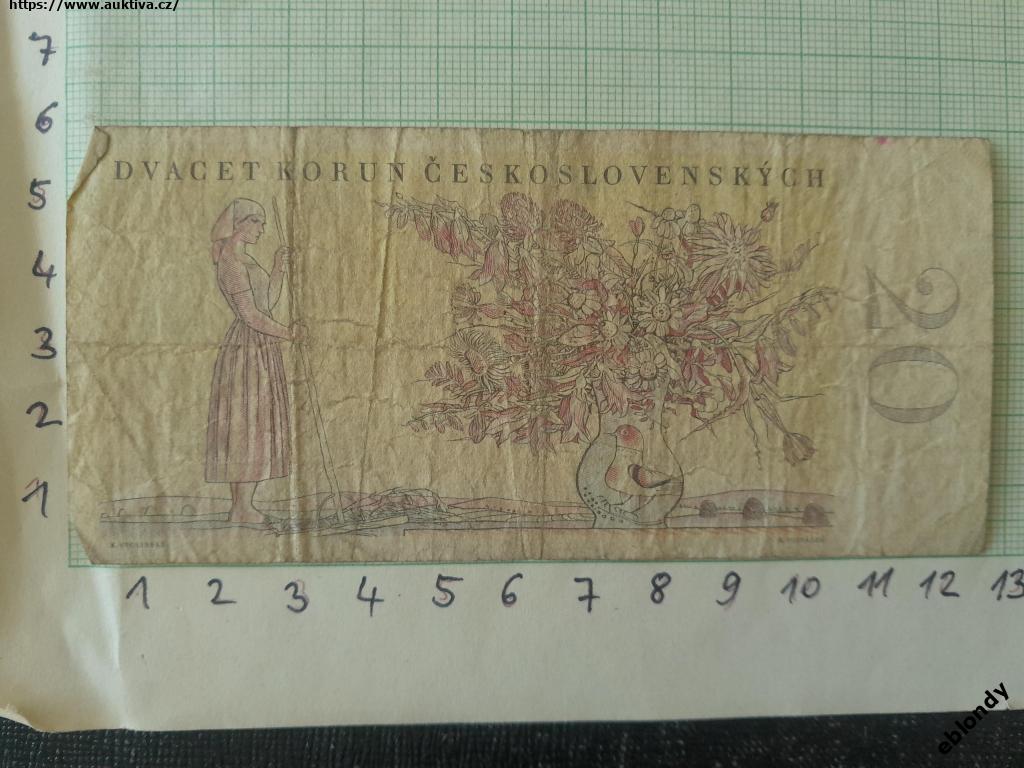 https://www.auktiva.cz/
7
6
5
4
3
2
1
DVACET KORUN ČESKOSLOVENSKÝCH
20
1 2 3 4 5 6 7 8 9 10 11 12 13
eblondy